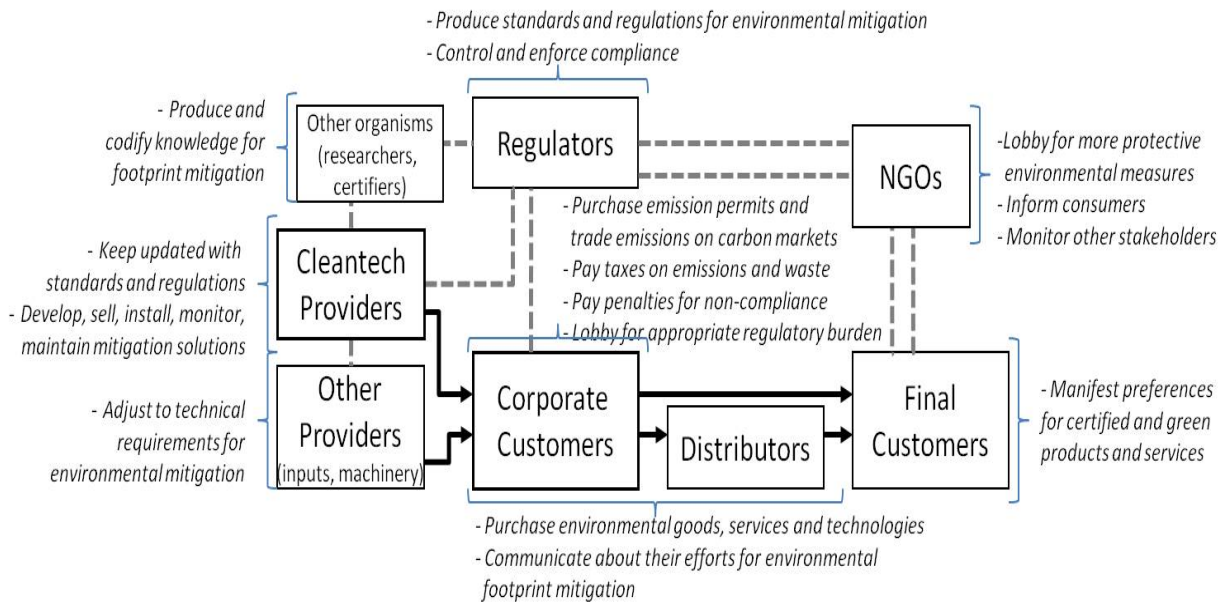 - Produce standards and regulations for environmental mitigation
- Control and enforce compliance
- Produce and
codify knowledge for
footprint mitigation
Other organisms
(researchers,
certifiers)
Regulators
NGOs
-Lobby for more protective
environmental measures
- Inform consumers
- Monitor other stakeholders
- Purchase emission permits and
trade emissions on carbon markets
- Pay taxes on emissions and waste
- Pay penalties for non-compliance
- Lobby for appropriate regulatory burden
- Keep updated with
standards and regulations
- Develop, sell, install, monitor,
maintain mitigation solutions
Cleantech
Providers
- Adjust to technical
requirements for
environmental mitigation
Other
Providers
(inputs, machinery)
Corporate
Customers
Distributors
Final
Customers
- Manifest preferences
for certified and green
products and services
- Purchase environmental goods, services and technologies
- Communicate about their efforts for environmental
footprint mitigation